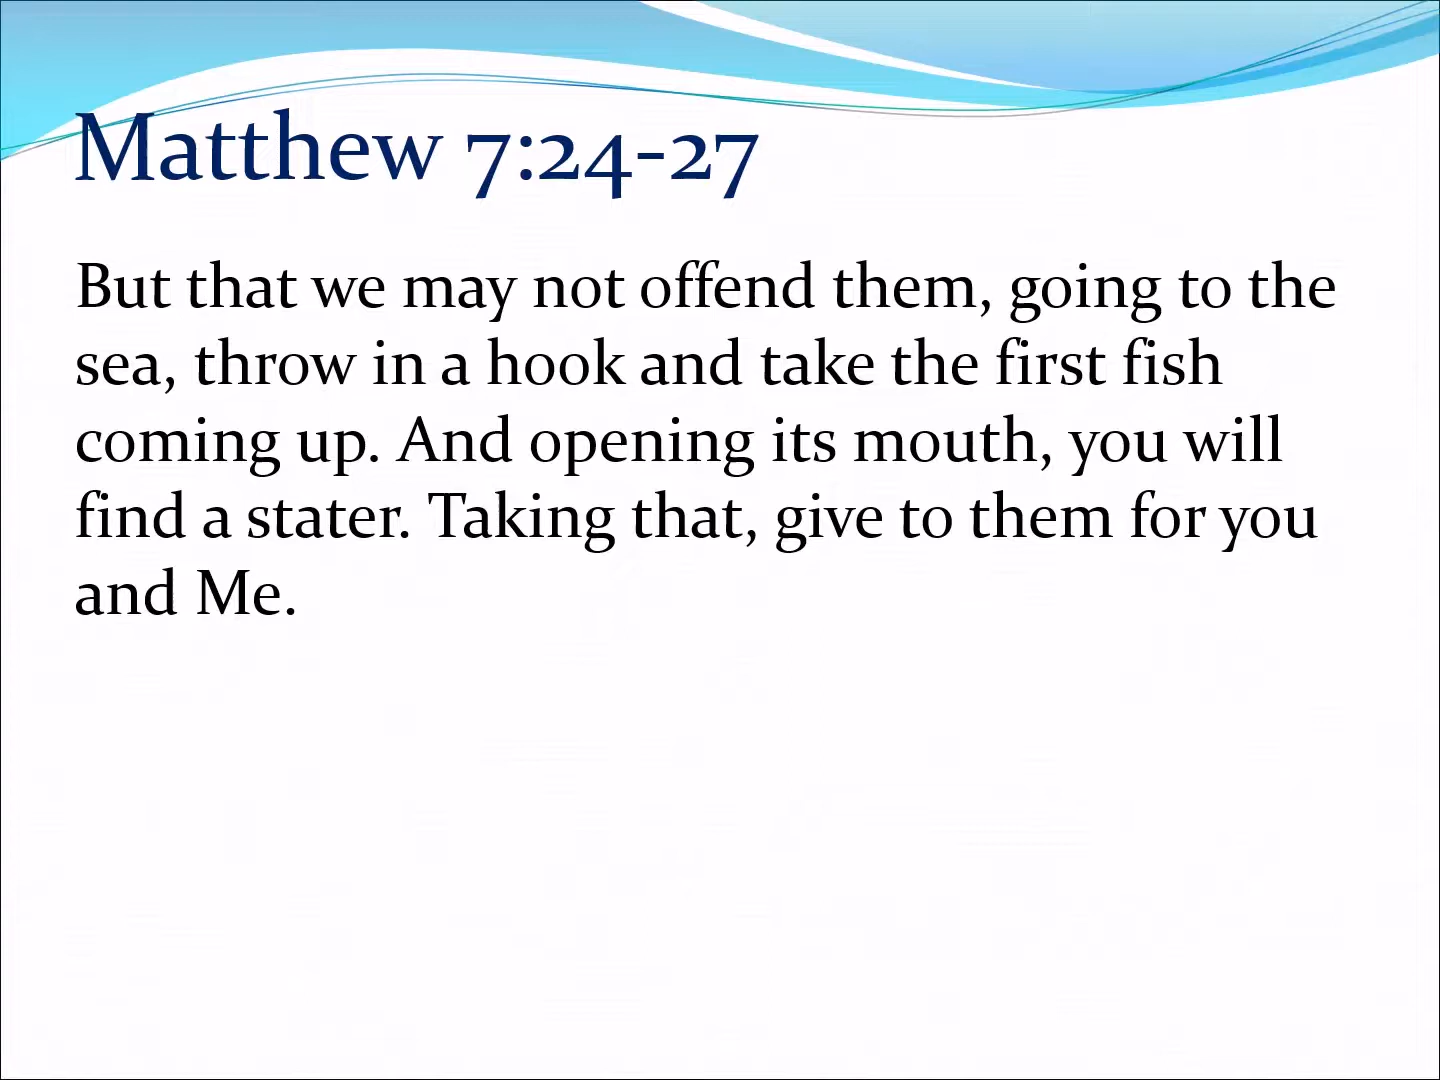 Matthew 7:24-27
But that we may not offend them, going to the
sea, throw in a hook and take the first fish
coming up. And opening its mouth, you will
find a stater. Taking that, give to them for you
and Me.